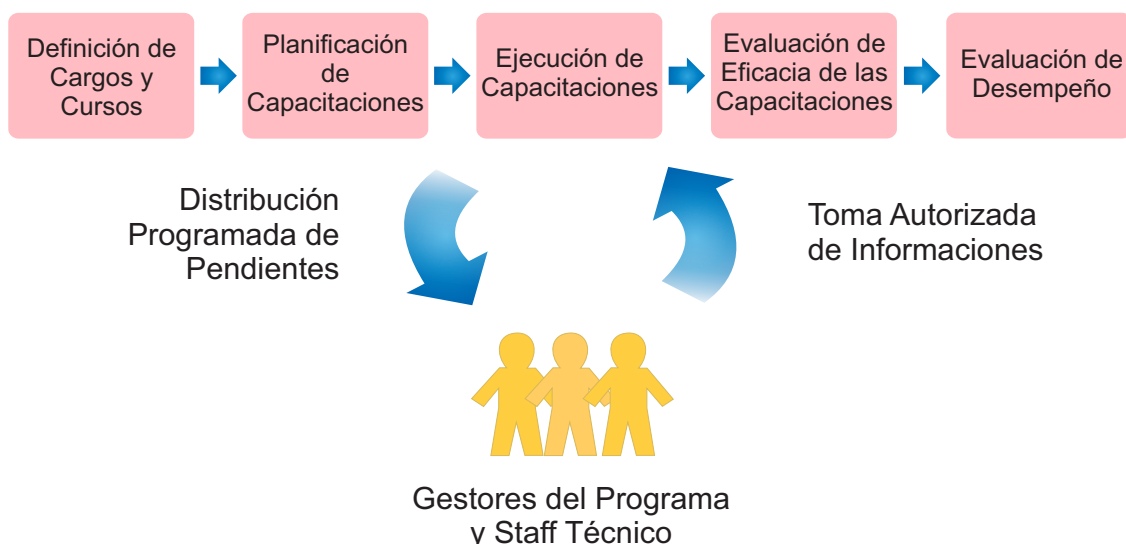 Definición de
Cargos y
Cursos
Planificación
de
Capacitaciones
Ejecución de
Capacitaciones
Evaluación de
Eficacia de las
Capacitaciones
Evaluación de
Desempeño
Distribución
Programada de
Pendientes
Toma Autorizada
de Informaciones
Gestores del Programa
y Staff Técnico